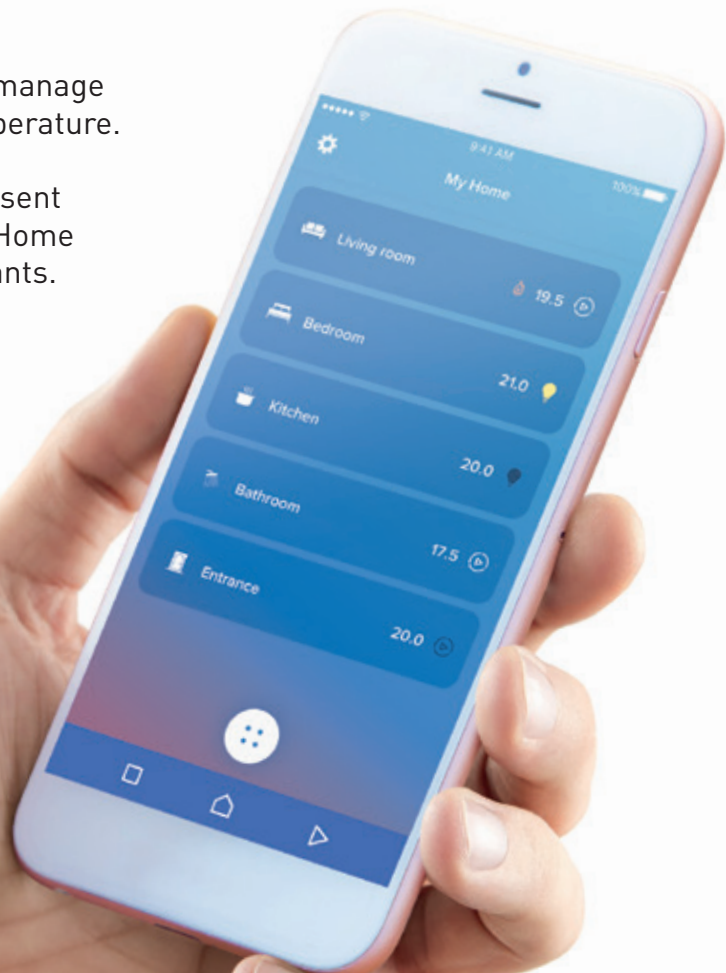 manage
perature.
sent
Home
ants.
9:41 AM
100%
My Home
Living room
19.5
Bedroom
21.0
Kitchen
20.0
Bathroom
17.5
Entrance
20.0